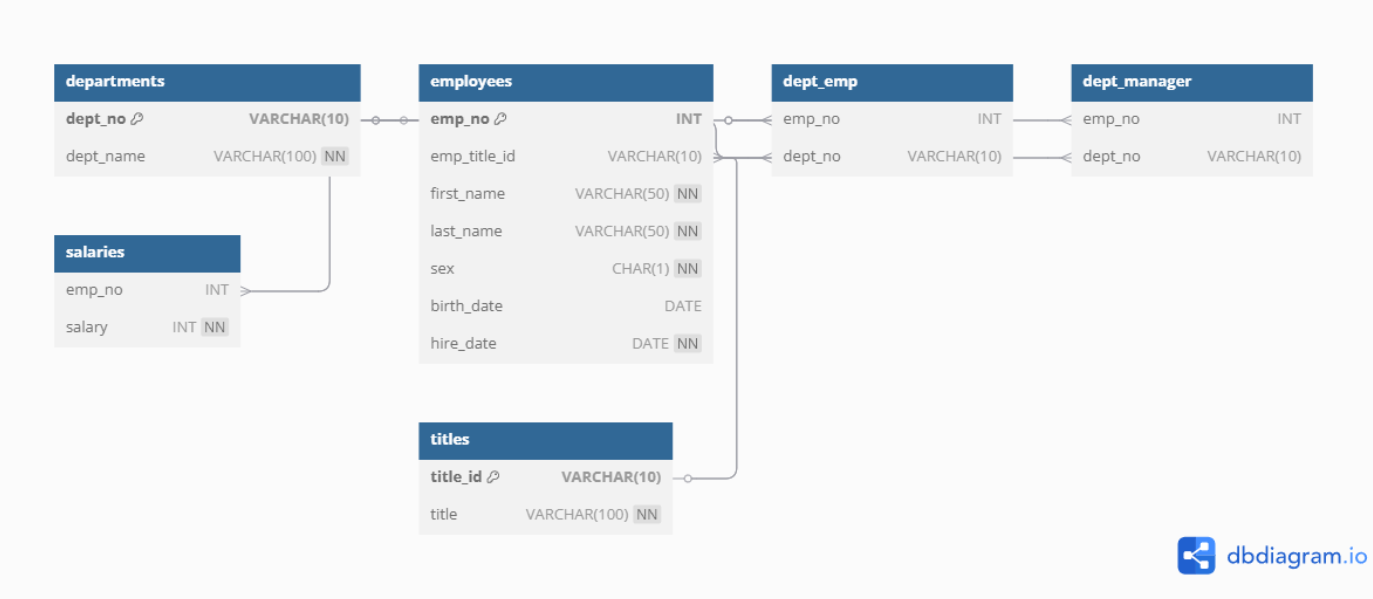 departments
dept_no VARCHAR(10)
dept_name VARCHAR(100) NN
employees
emp_no INT
emp_title_id VARCHAR(10)
first_name VARCHAR(50) NN
last_name VARCHAR(50) NN
sex CHAR(1) NN
birth_date DATE
hire_date DATE NN
dept_emp
emp_no INT
dept_no VARCHAR(10)
dept_manager
emp_no INT
dept_no VARCHAR(10)
salaries
emp_no INT
salary INT NN
titles
title_id VARCHAR(10)
title VARCHAR(100) NN
dbdiagram.io